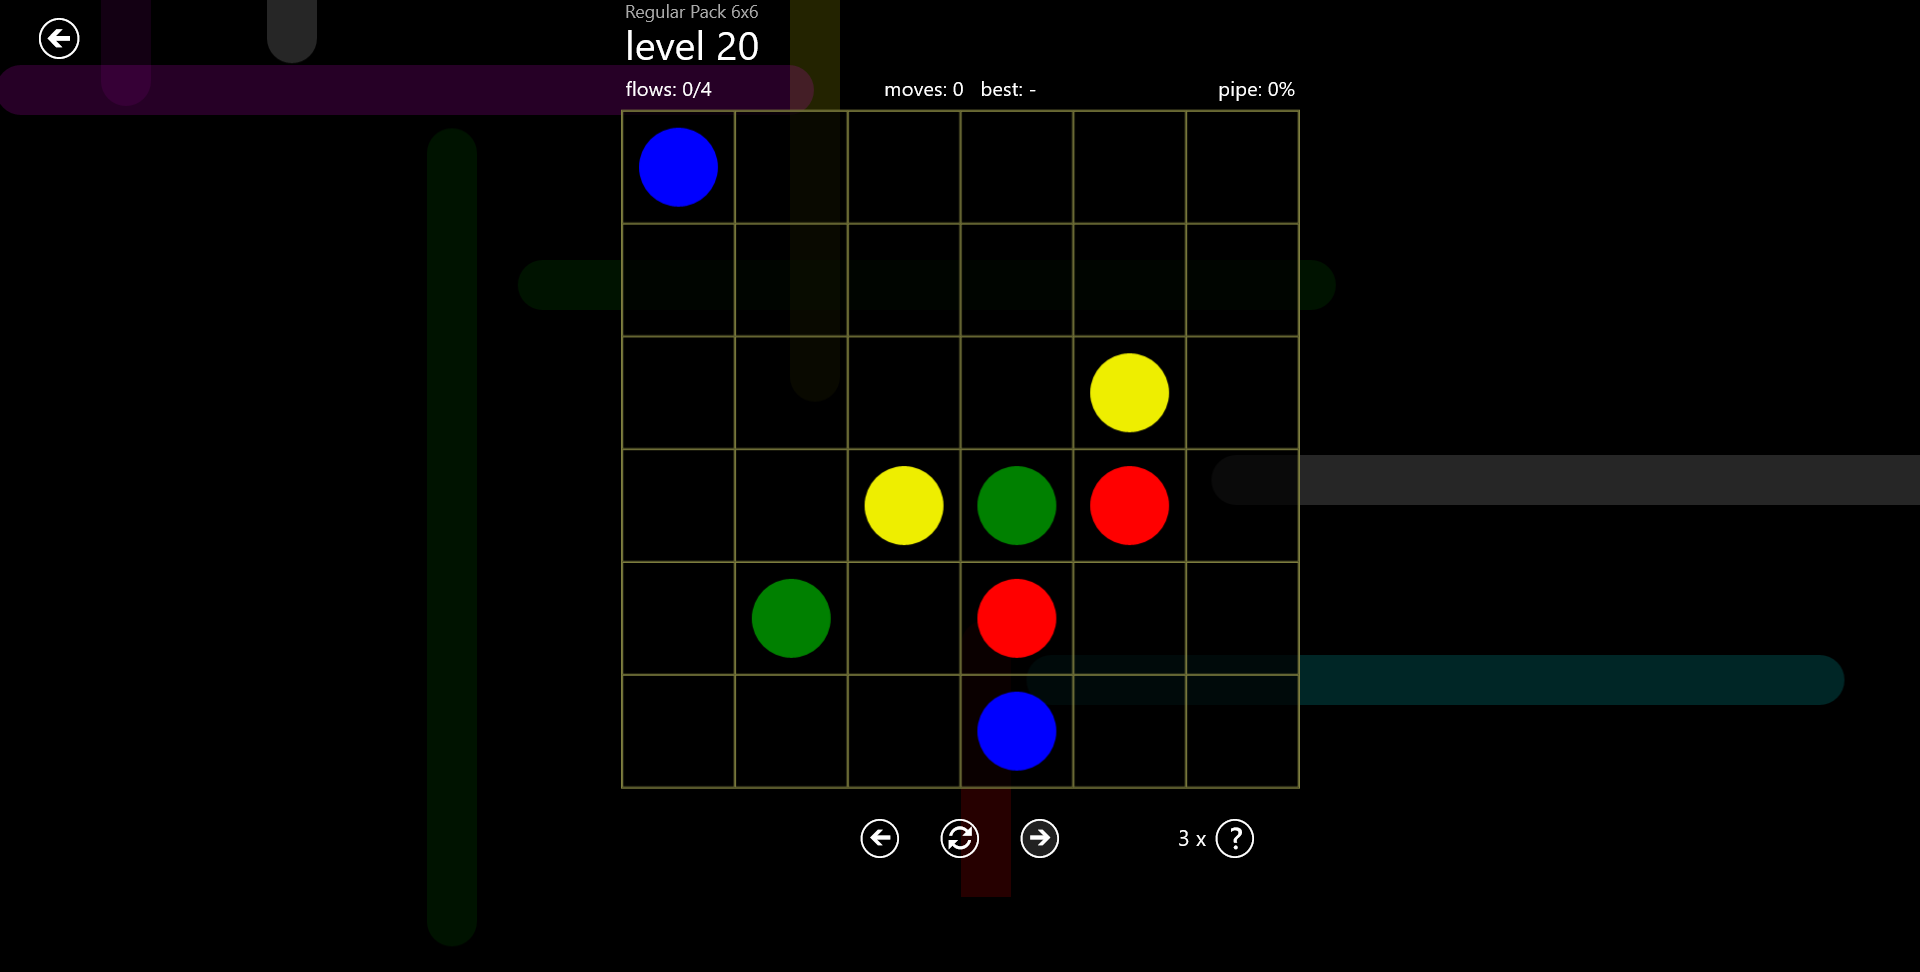 Regular Pack 6x6
level 20
flows: 0/4 moves: 0 best: - pipe: 0%
3 x ?